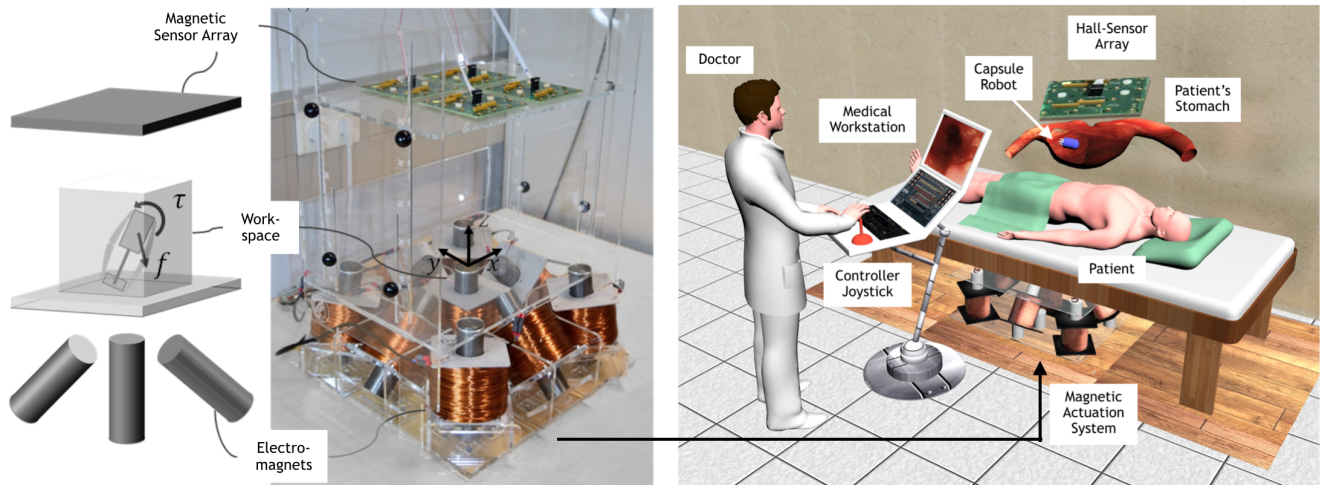 Magnetic
Sensor Array
τ
f
Work-
space
z
y
x
Electro-
magnets
Doctor
Medical
Workstation
Capsule
Robot
Hall-Sensor
Array
Patient's
Stomach
Controller
Joystick
Patient
Magnetic
Actuation
System